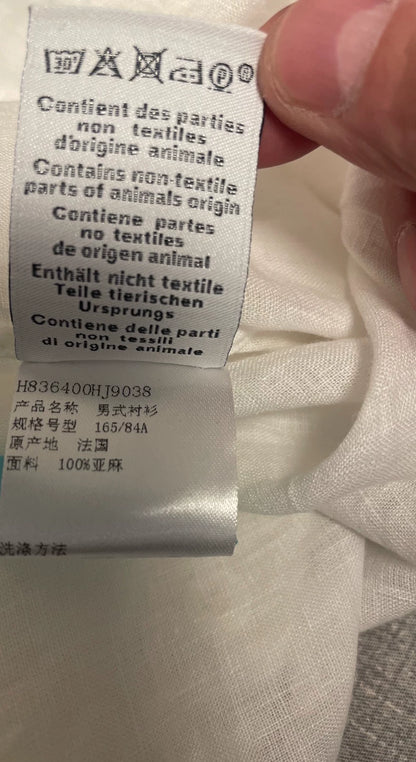 30°
P
Contient des parties
non textiles
d'origine animale
Contains non-textile
parts of animals origin
Contiene partes
no textiles
de origen animal
Enthält nicht textile
Teile tierischen
Ursprungs
Contiene delle parti
non tessili
di origine animale
H836400HJ9038
产品名称 男式衬衫
规格号型 165/84A
原产地 法国
面料 100%亚麻
洗涤方法